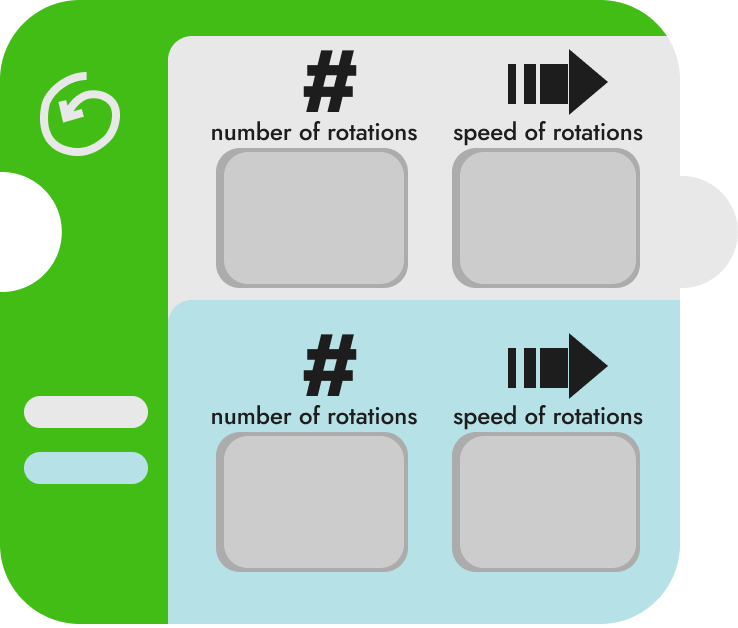 # 
number of rotations speed of rotations
#
number of rotations speed of rotations